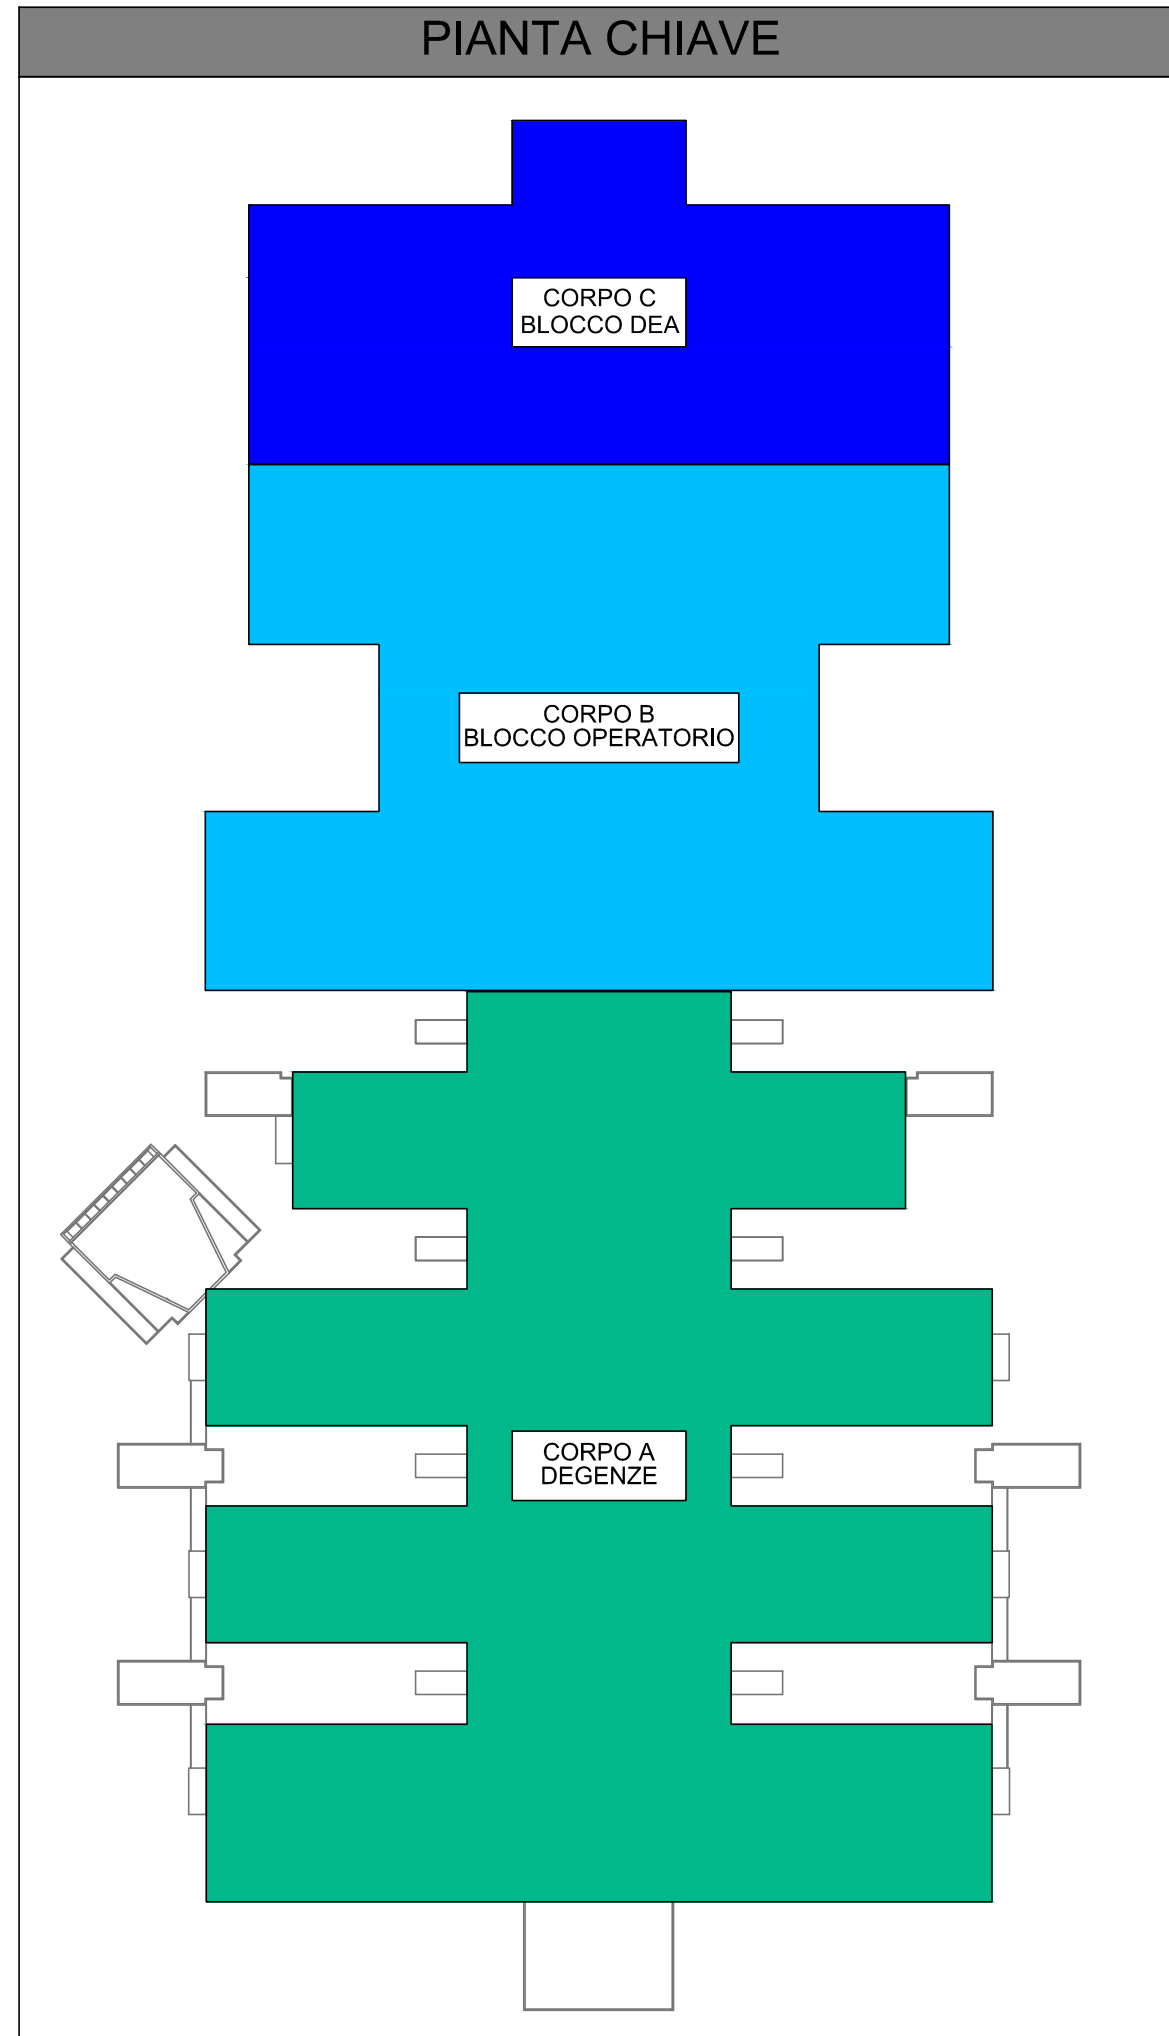 PIANTA CHIAVE
CORPO C
BLOCCO DEA
CORPO B
BLOCCO OPERATORIO
CORPO A
DEGENZE